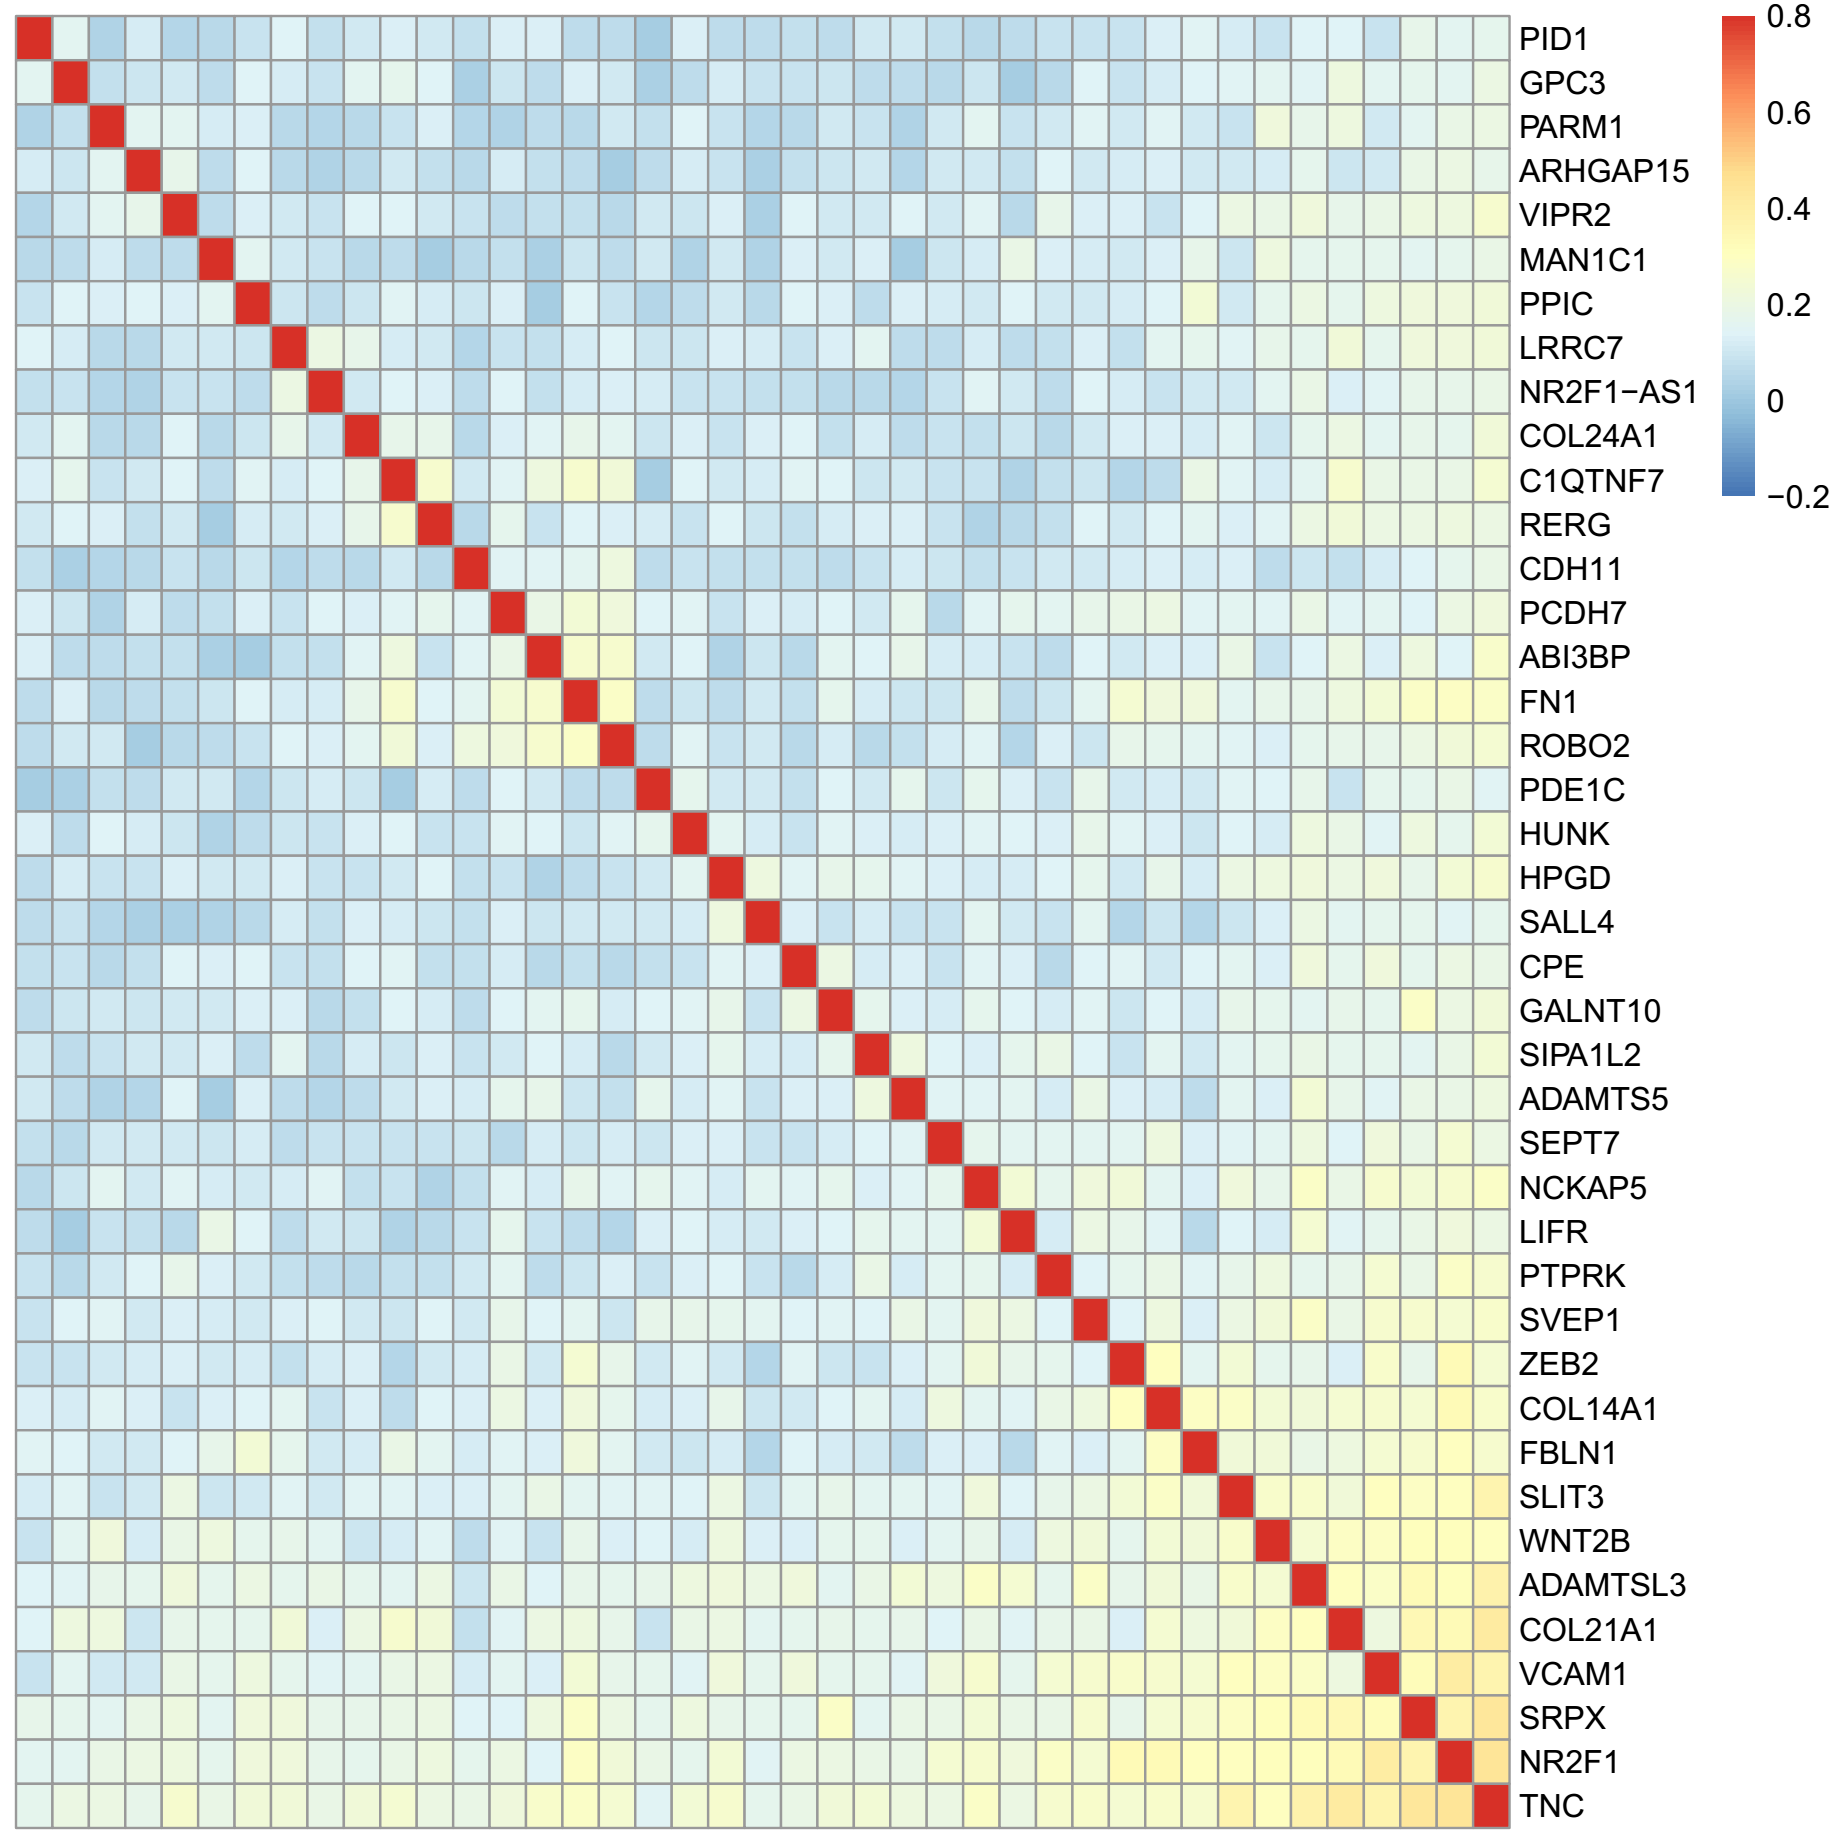 PID1
GPC3
PARM1
ARHGAP15
VIPR2
MAN1C1
PPIC
LRRC7
NR2F1−AS1
COL24A1
C1QTNF7
RERG
CDH11
PCDH7
ABI3BP
FN1
ROBO2
PDE1C
HUNK
HPGD
SALL4
CPE
GALNT10
SIPA1L2
ADAMTS5
SEPT7
NCKAP5
LIFR
PTPRK
SVEP1
ZEB2
COL14A1
FBLN1
SLIT3
WNT2B
ADAMTSL3
COL21A1
VCAM1
SRPX
NR2F1
TNC
0.8
0.6
0.4
0.2
0
−0.2